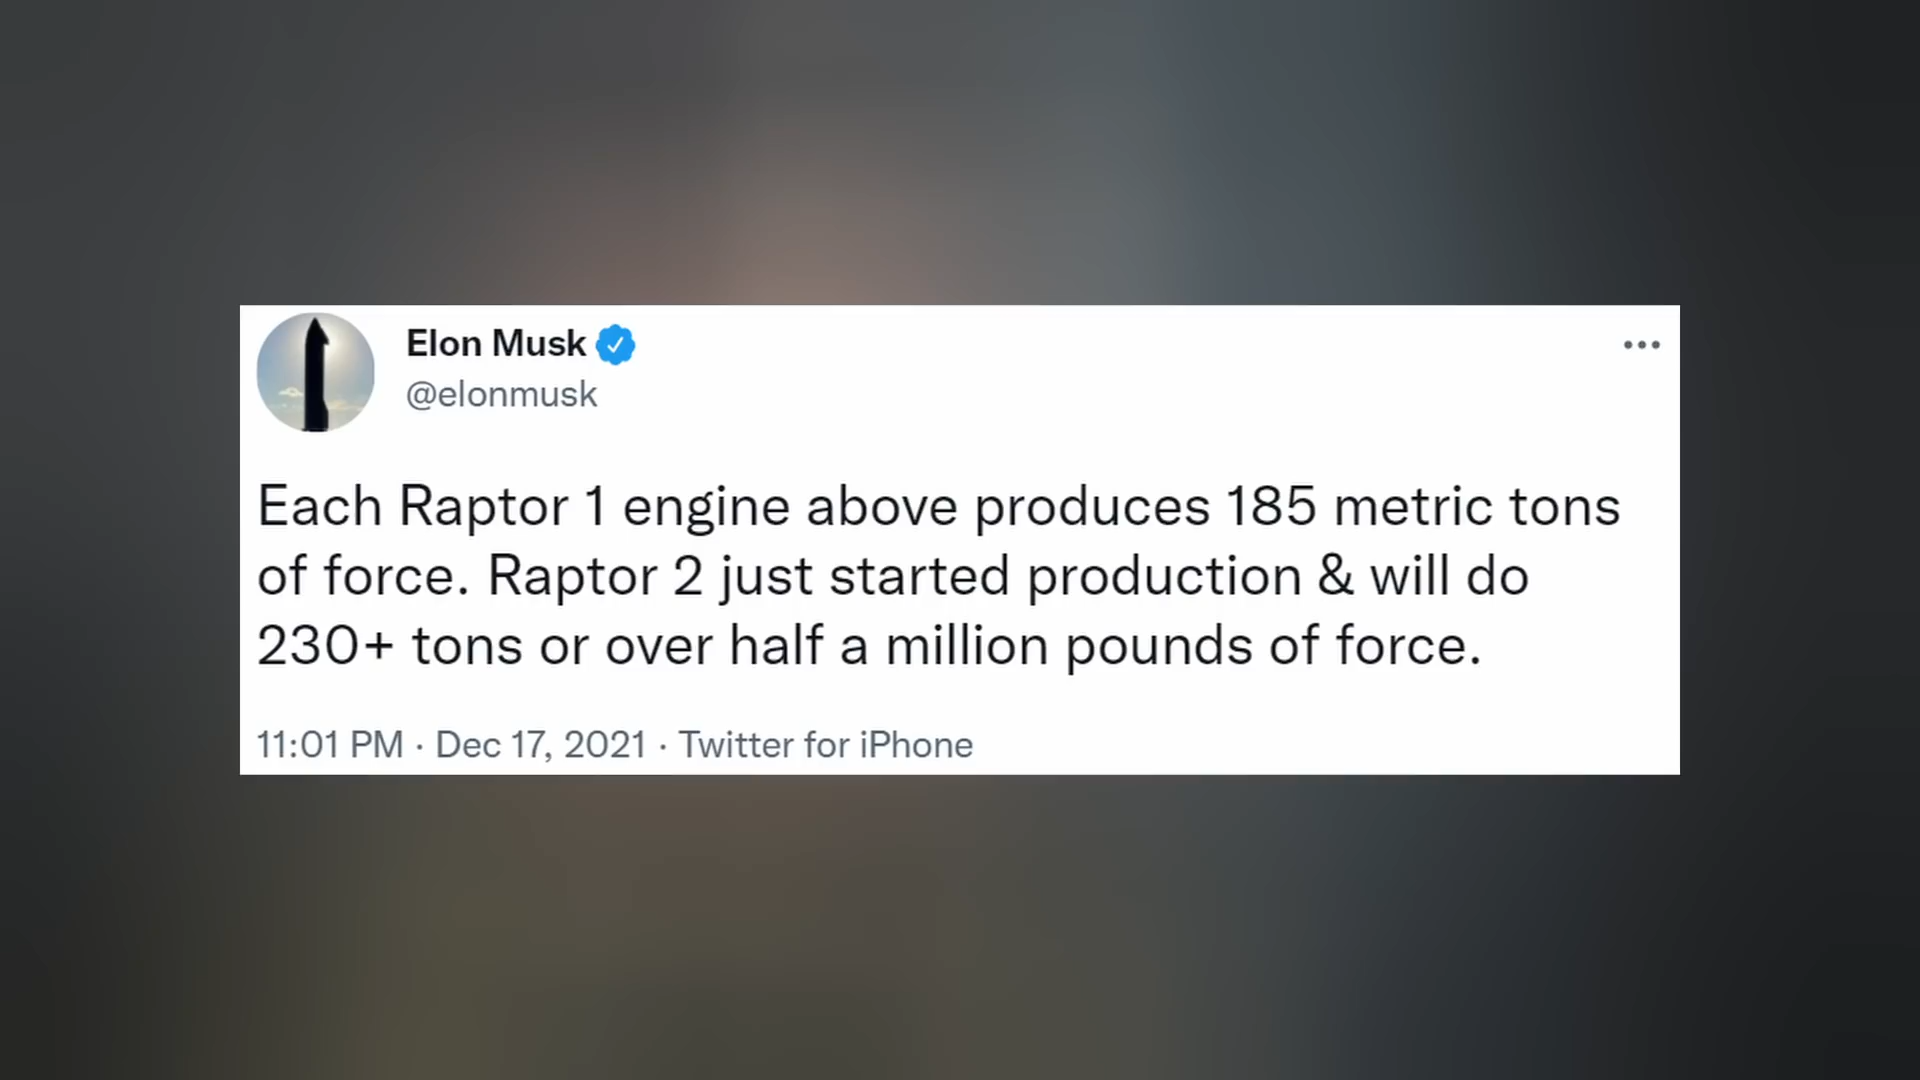 Elon Musk
@elonmusk
Each Raptor 1 engine above produces 185 metric tons
of force. Raptor 2 just started production & will do
230+ tons or over half a million pounds of force.
11:01 PM · Dec 17, 2021 · Twitter for iPhone